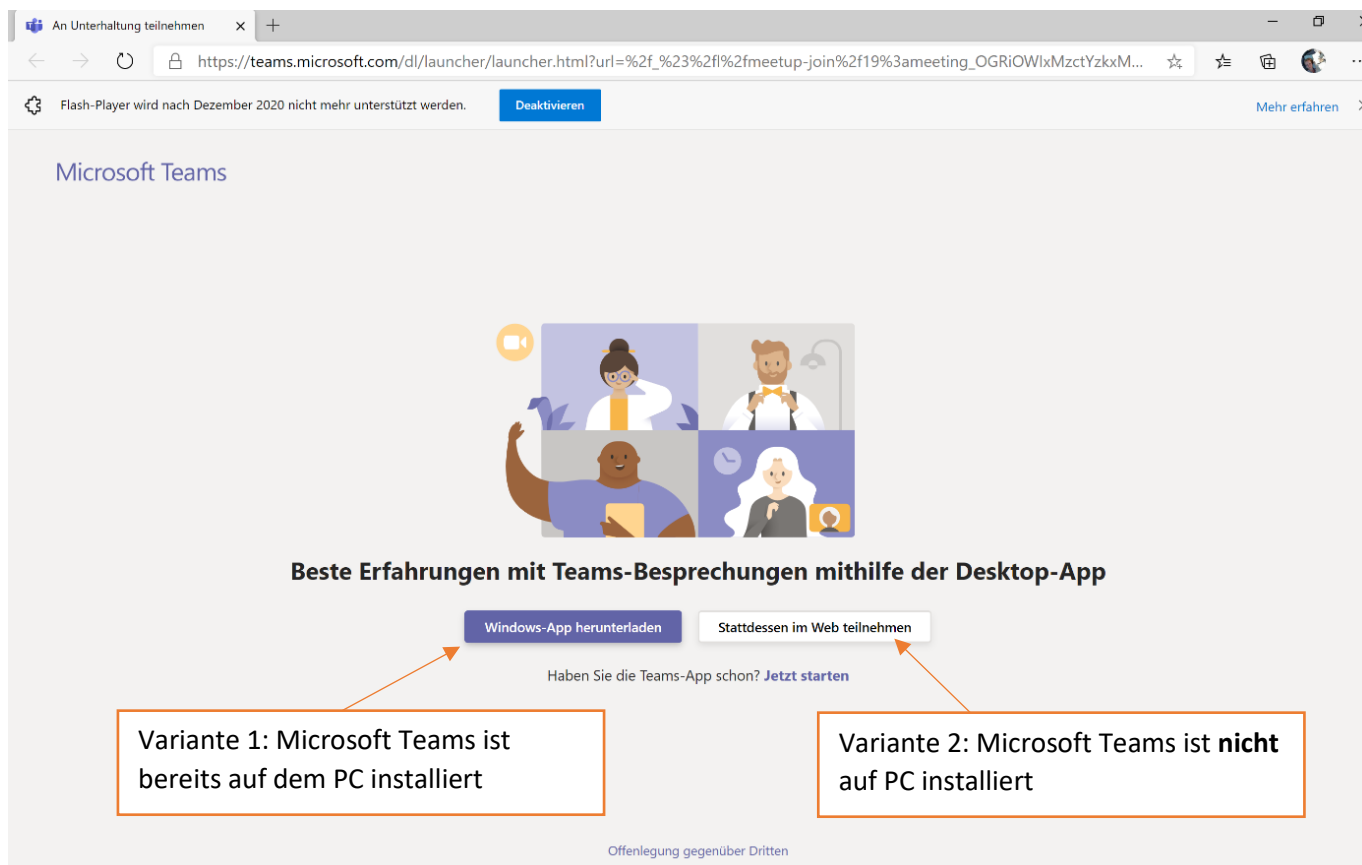 An Unterhaltung teilnehmen
https://teams.microsoft.com/dl/launcher/launcher.html?url=%2f_%23%2fl%2fmeetup-join%2f19%3ameeting_OGRiOWIxMzctYzkxM...
Flash-Player wird nach Dezember 2020 nicht mehr unterstützt werden. Deaktivieren Mehr erfahren
Microsoft Teams
Beste Erfahrungen mit Teams-Besprechungen mithilfe der Desktop-App
Windows-App herunterladen Stattdessen im Web teilnehmen
Haben Sie die Teams-App schon? Jetzt starten
Variante 1: Microsoft Teams ist
bereits auf dem PC installiert
Variante 2: Microsoft Teams ist nicht
auf PC installiert
Offenlegung gegenüber Dritten